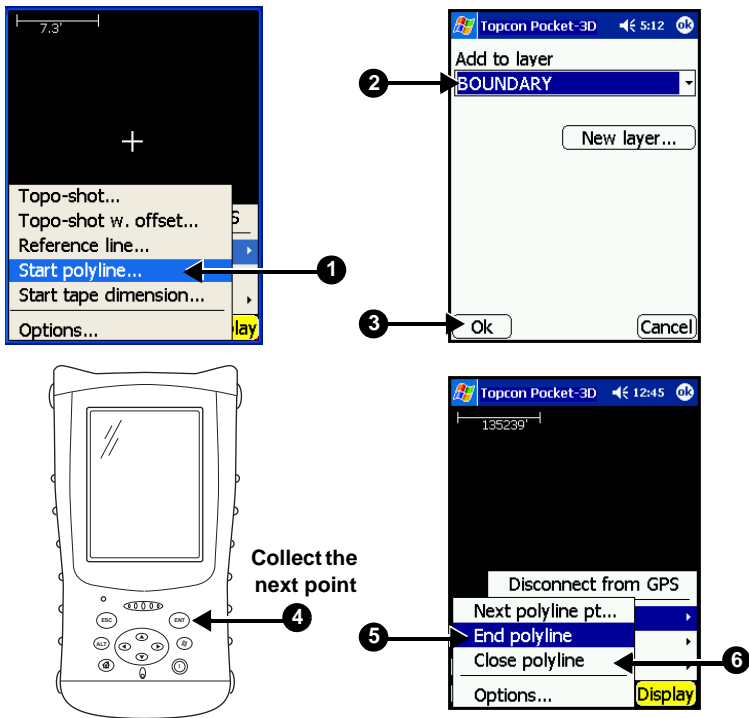 7.3'
Topo-shot...
Topo-shot w. offset...
S
Reference line...
Start polyline...
1
Start tape dimension...
Options...
lay
Topcon Pocket-3D 5:12 ok
Add to layer
2
BOUNDARY
New layer...
3
Ok
Cancel
ESC
ENT
ALT
Collect the
next point
4
Topcon Pocket-3D 12:45 ok
135239'
Disconnect from GPS
Next polyline pt...
5
End polyline
Close polyline
6
Options...
Display